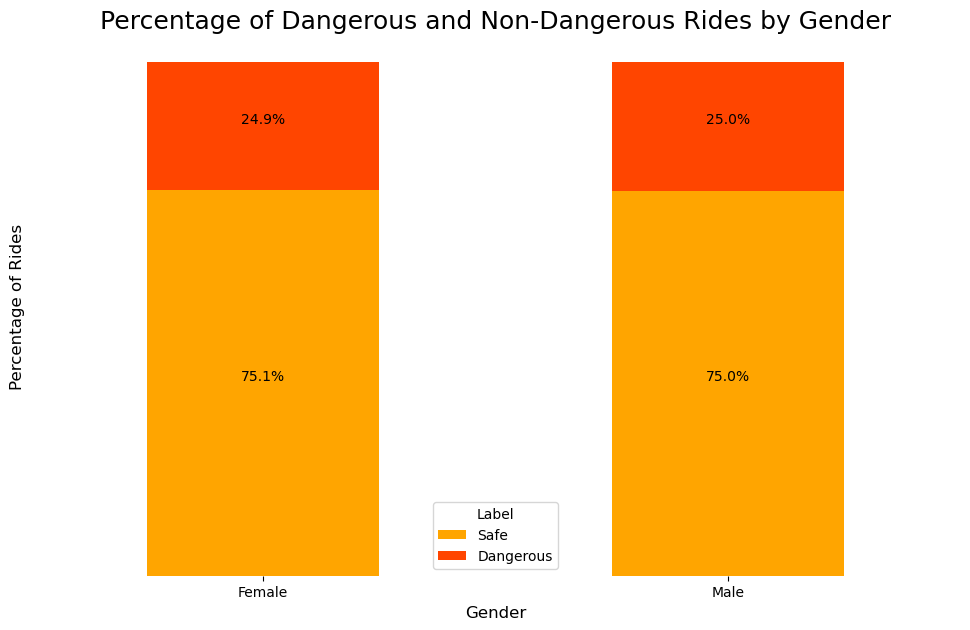 Percentage of Dangerous and Non-Dangerous Rides by Gender
Percentage of Rides
24.9%
25.0%
75.1%
75.0%
Label
Safe
Dangerous
Female
Male
Gender